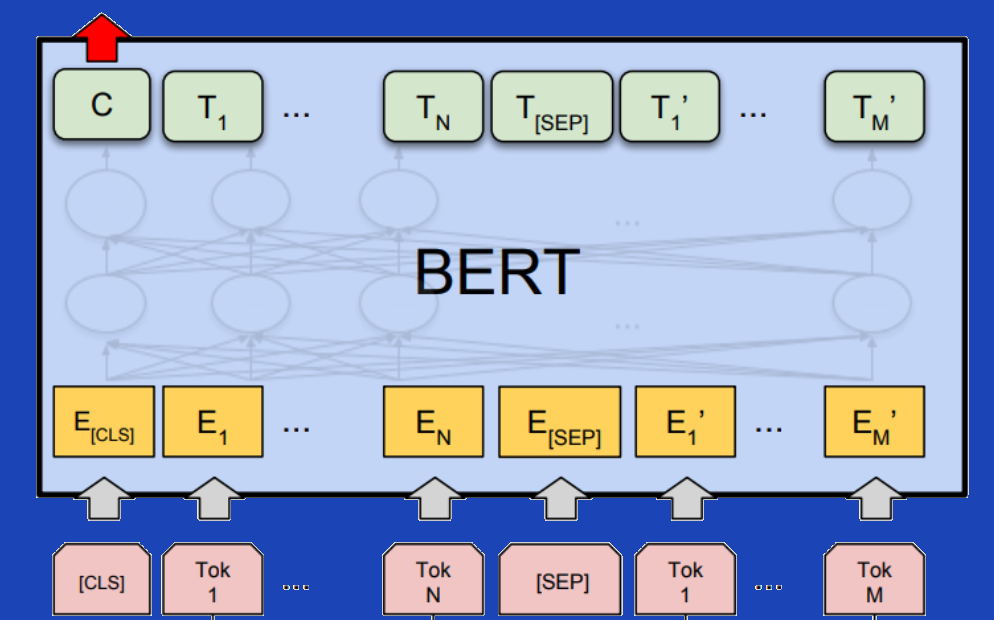 C T1 ... TN T[SEP] T1’ ... TM’
...
BERT
...
E[CLS] E1 ... EN E[SEP] E1’ ... EM’
[CLS] Tok 1 ... Tok N [SEP] Tok 1 ... Tok M